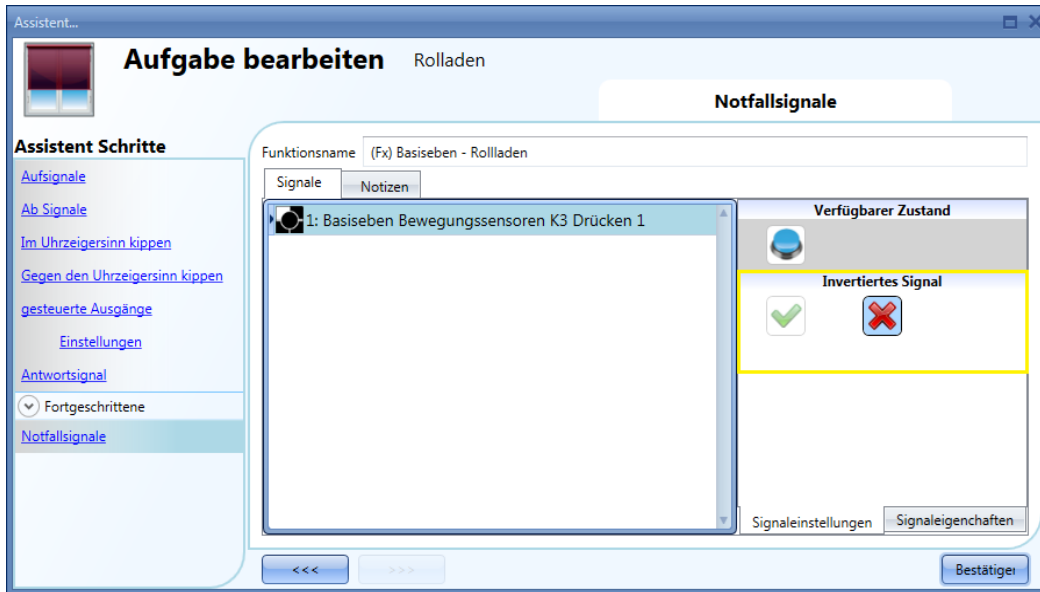 Assistent...
Aufgabe bearbeiten Rolladen
Notfallsignale
Assistent Schritte
Aufsignale
Ab Signale
Im Uhrzeigersinn kippen
Gegen den Uhrzeigersinn kippen
gesteuerte Ausgänge
Einstellungen
Antwortsignal
Fortgeschrittene
Notfallsignale
Funktionsname (Fx) Basiseben - Rollladen
Signale Notizen
1: Basiseben Bewegungssensoren K3 Drücken 1
Verfügbarer Zustand
Invertiertes Signal
Signaleinstellungen Signaleigenchaften
<<< >>> Bestätiger